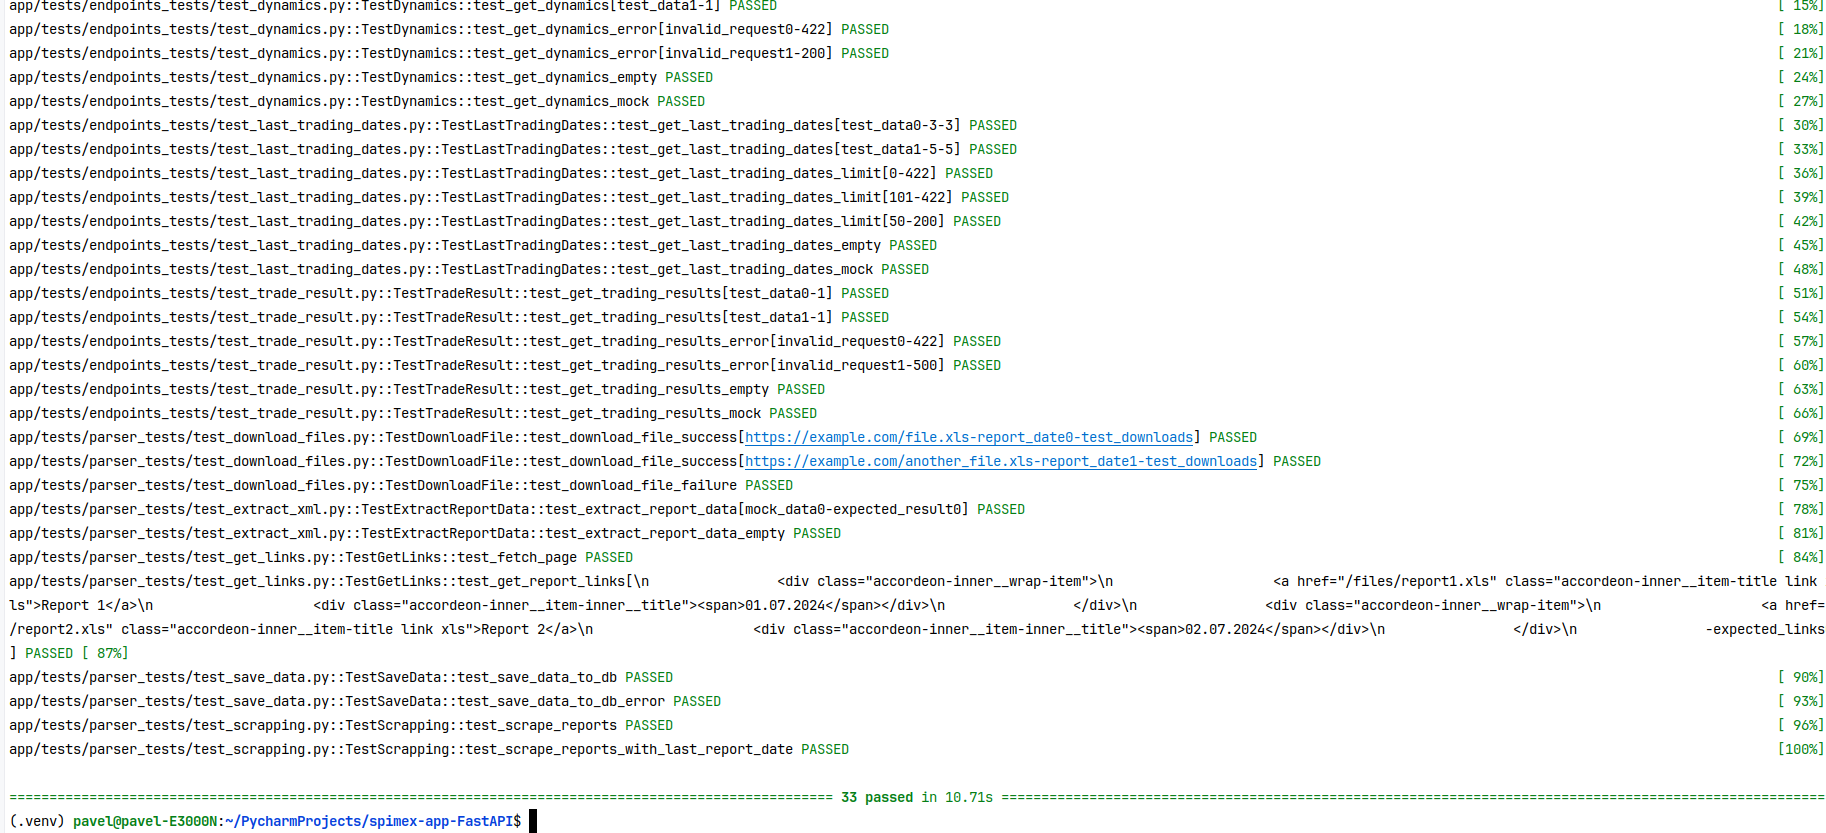 app/tests/endpoints_tests/test_dynamics.py::TestDynamics::test_get_dynamics[test_data1-1] PASSED [ 15%]
app/tests/endpoints_tests/test_dynamics.py::TestDynamics::test_get_dynamics_error[invalid_request0-422] PASSED [ 18%]
app/tests/endpoints_tests/test_dynamics.py::TestDynamics::test_get_dynamics_error[invalid_request1-200] PASSED [ 21%]
app/tests/endpoints_tests/test_dynamics.py::TestDynamics::test_get_dynamics_empty PASSED [ 24%]
app/tests/endpoints_tests/test_dynamics.py::TestDynamics::test_get_dynamics_mock PASSED [ 27%]
app/tests/endpoints_tests/test_last_trading_dates.py::TestLastTradingDates::test_get_last_trading_dates[test_data0-3-3] PASSED [ 30%]
app/tests/endpoints_tests/test_last_trading_dates.py::TestLastTradingDates::test_get_last_trading_dates[test_data1-5-5] PASSED [ 33%]
app/tests/endpoints_tests/test_last_trading_dates.py::TestLastTradingDates::test_get_last_trading_dates_limit[0-422] PASSED [ 36%]
app/tests/endpoints_tests/test_last_trading_dates.py::TestLastTradingDates::test_get_last_trading_dates_limit[101-422] PASSED [ 39%]
app/tests/endpoints_tests/test_last_trading_dates.py::TestLastTradingDates::test_get_last_trading_dates_limit[50-200] PASSED [ 42%]
app/tests/endpoints_tests/test_last_trading_dates.py::TestLastTradingDates::test_get_last_trading_dates_empty PASSED [ 45%]
app/tests/endpoints_tests/test_last_trading_dates.py::TestLastTradingDates::test_get_last_trading_dates_mock PASSED [ 48%]
app/tests/endpoints_tests/test_trade_result.py::TestTradeResult::test_get_trading_results[test_data0-1] PASSED [ 51%]
app/tests/endpoints_tests/test_trade_result.py::TestTradeResult::test_get_trading_results[test_data1-1] PASSED [ 54%]
app/tests/endpoints_tests/test_trade_result.py::TestTradeResult::test_get_trading_results_error[invalid_request0-422] PASSED [ 57%]
app/tests/endpoints_tests/test_trade_result.py::TestTradeResult::test_get_trading_results_error[invalid_request1-500] PASSED [ 60%]
app/tests/endpoints_tests/test_trade_result.py::TestTradeResult::test_get_trading_results_empty PASSED [ 63%]
app/tests/endpoints_tests/test_trade_result.py::TestTradeResult::test_get_trading_results_mock PASSED [ 66%]
app/tests/parser_tests/test_download_files.py::TestDownloadFile::test_download_file_success[https://example.com/file.xls-report_date0-test_downloads] PASSED [ 69%]
app/tests/parser_tests/test_download_files.py::TestDownloadFile::test_download_file_success[https://example.com/another_file.xls-report_date1-test_downloads] PASSED [ 72%]
app/tests/parser_tests/test_download_files.py::TestDownloadFile::test_download_file_failure PASSED [ 75%]
app/tests/parser_tests/test_extract_xml.py::TestExtractReportData::test_extract_report_data[mock_data0-expected_result0] PASSED [ 78%]
app/tests/parser_tests/test_extract_xml.py::TestExtractReportData::test_extract_report_data_empty PASSED [ 81%]
app/tests/parser_tests/test_get_links.py::TestGetLinks::test_fetch_page PASSED [ 84%]
app/tests/parser_tests/test_get_links.py::TestGetLinks::test_get_report_links[\n <div class="accordeon-inner__wrap-item">\n <a href="/files/report1.xls" class="accordeon-inner__item-title link
ls">Report 1</a>\n <div class="accordeon-inner__item-inner__title"><span>01.07.2024</span></div>\n </div>\n <div class="accordeon-inner__wrap-item">\n <a href=
/report2.xls" class="accordeon-inner__item-title link xls">Report 2</a>\n <div class="accordeon-inner__item-inner__title"><span>02.07.2024</span></div>\n </div>\n -expected_links
] PASSED [ 87%]
app/tests/parser_tests/test_save_data.py::TestSaveData::test_save_data_to_db PASSED [ 90%]
app/tests/parser_tests/test_save_data.py::TestSaveData::test_save_data_to_db_error PASSED [ 93%]
app/tests/parser_tests/test_scrapping.py::TestScrapping::test_scrape_reports PASSED [ 96%]
app/tests/parser_tests/test_scrapping.py::TestScrapping::test_scrape_reports_with_last_report_date PASSED [100%]
======================================================================================================= 33 passed in 10.71s =======================================================================================================
(.venv) pavel@pavel-E3000N:~/PycharmProjects/spimex-app-FastAPI$